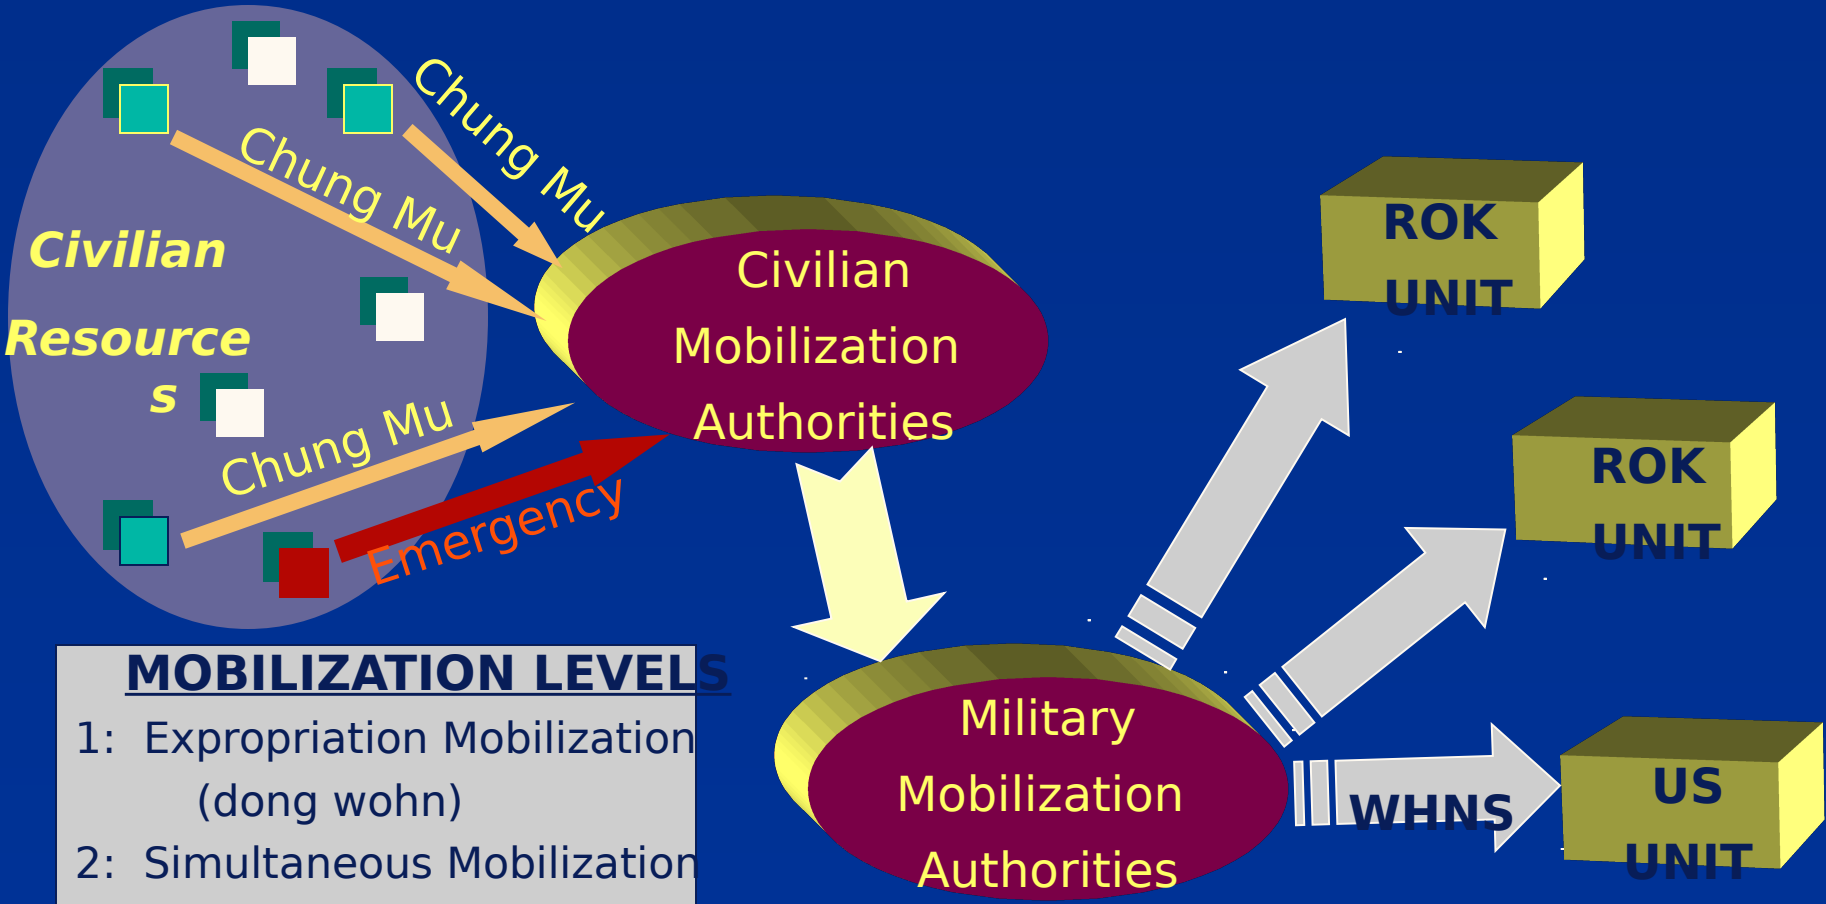 Chung Mu
Chung Mu
Civilian
Resource
s
Chung Mu
Emergency
Civilian
Mobilization
Authorities
ROK
UNIT
ROK
UNIT
MOBILIZATION LEVELS
1: Expropriation Mobilization
(dong wohn)
2: Simultaneous Mobilization
Military
Mobilization
Authorities
WHNS
US
UNIT